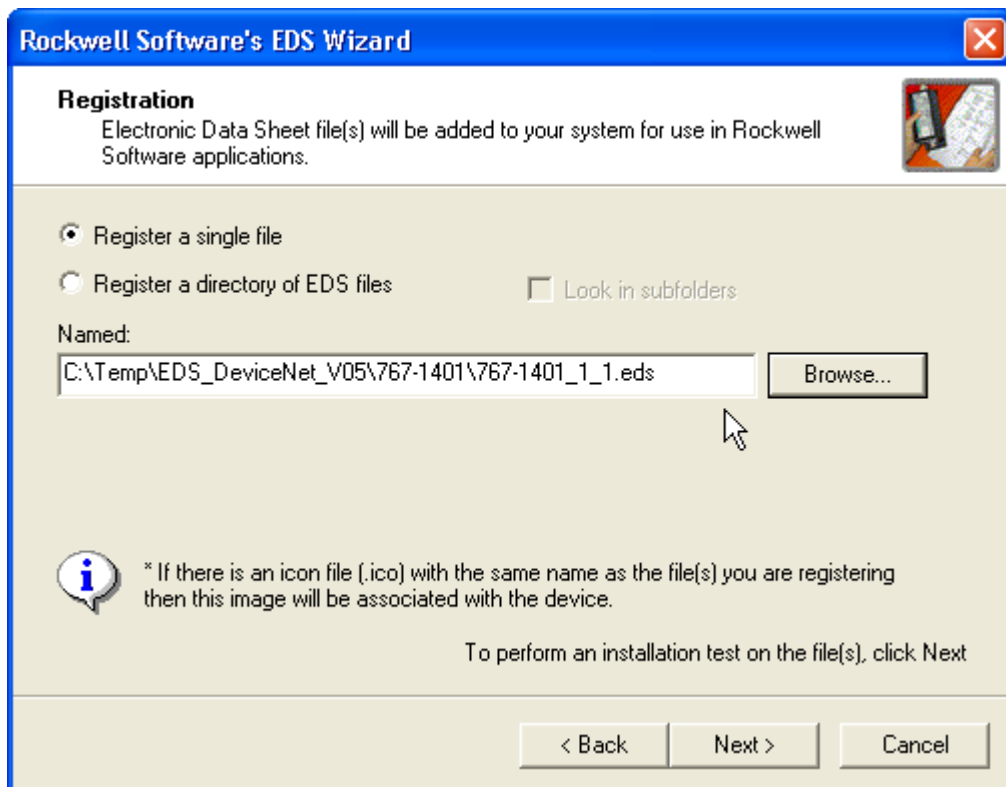 Rockwell Software's EDS Wizard
Registration
Electronic Data Sheet file(s) will be added to your system for use in Rockwell
Software applications.
Register a single file
Register a directory of EDS files
Look in subfolders
Named:
C:\Temp\EDS_DeviceNet_V05\767-1401\767-1401_1_1.eds
Browse...
* If there is an icon file (.ico) with the same name as the file(s) you are registering
then this image will be associated with the device.
To perform an installation test on the file(s), click Next
< Back
Next >
Cancel